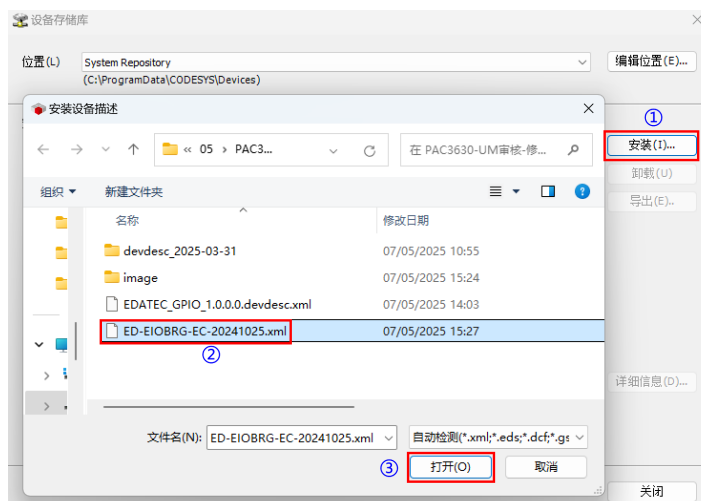 设备存储库
位置(L)
System Repository
编辑位置(E)...
(C:\ProgramData\CODESYS\Devices)
安装设备描述
①
05
PAC3...
在 PAC3630-UM审核-修...
安装(I)...
组织
新建文件夹
卸载(U)
名称
修改日期
导出(E)..
devdesc_2025-03-31
07/05/2025 10:55
image
07/05/2025 15:24
EDATEC_GPIO_1.0.0.0.devdesc.xml
07/05/2025 14:03
ED-EIOBRG-EC-20241025.xml
07/05/2025 15:27
②
详细信息(D)...
文件名(N):
ED-EIOBRG-EC-20241025.xml
自动检测(*.xml;*.eds;*.dcf;*.gs
③
打开(O)
取消
关闭